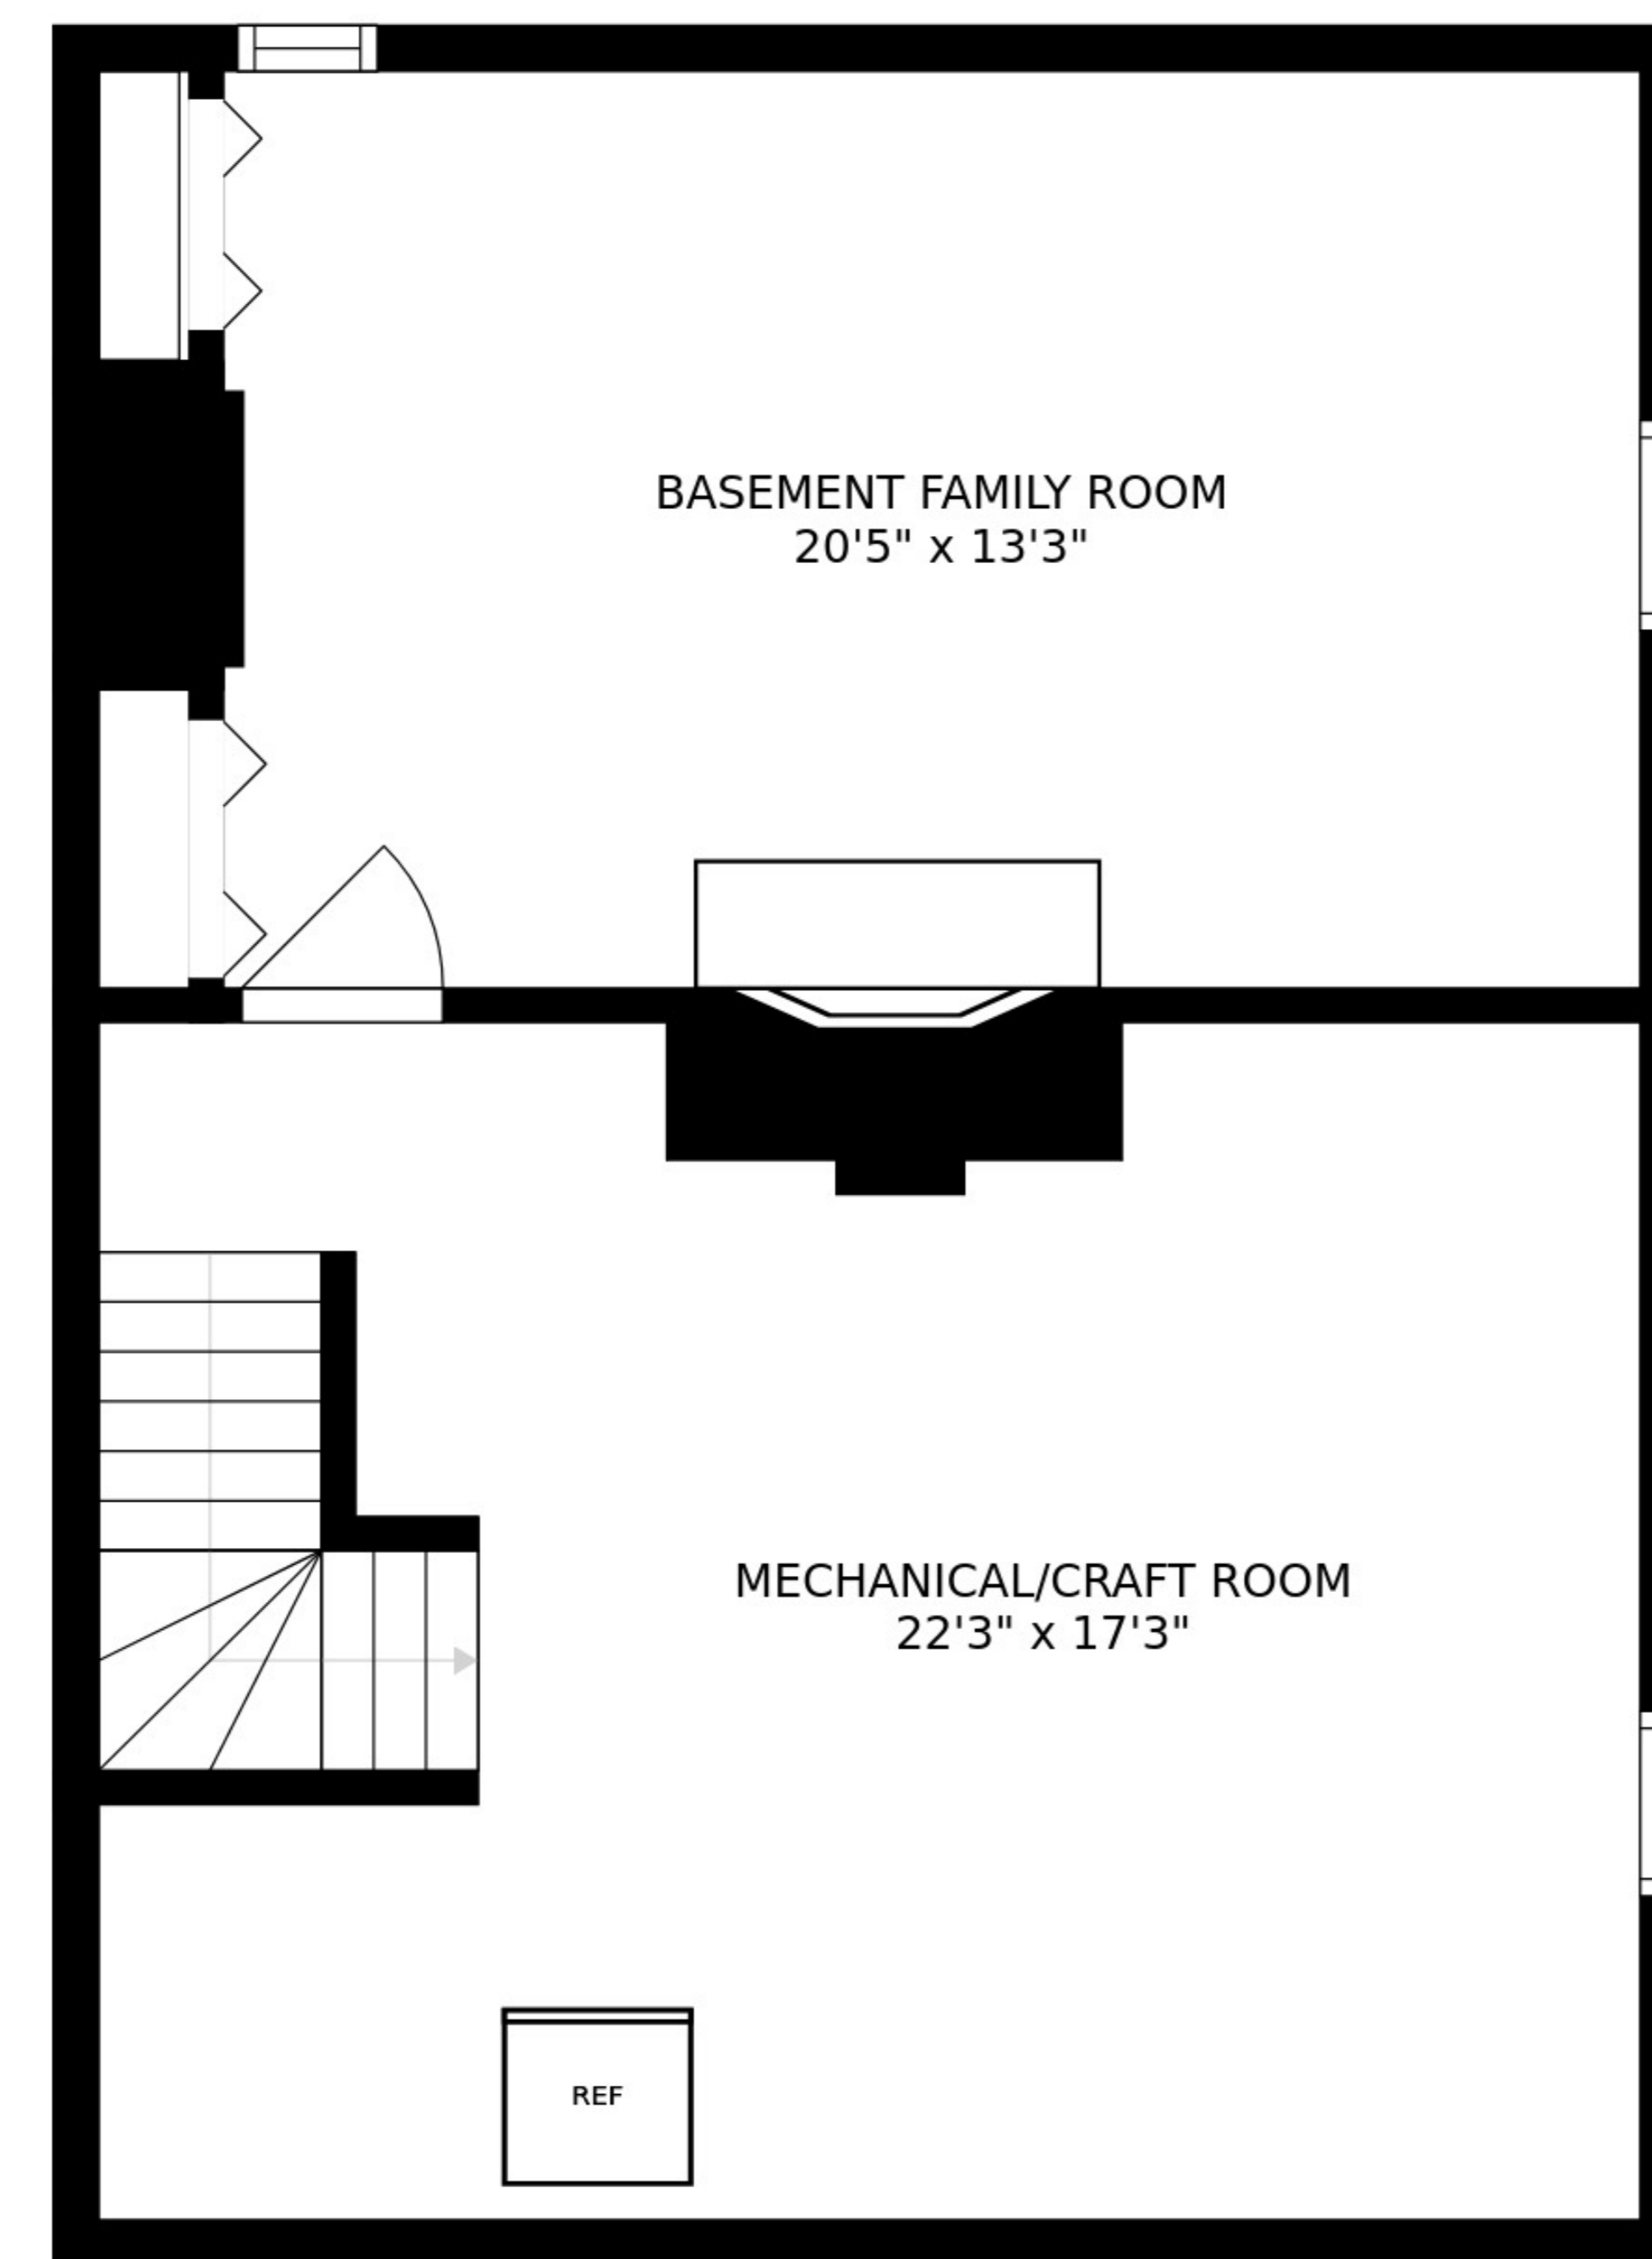 BASEMENT FAMILY ROOM
20'5" x 13'3"
MECHANICAL/CRAFT ROOM
22'3" x 17'3"
REF